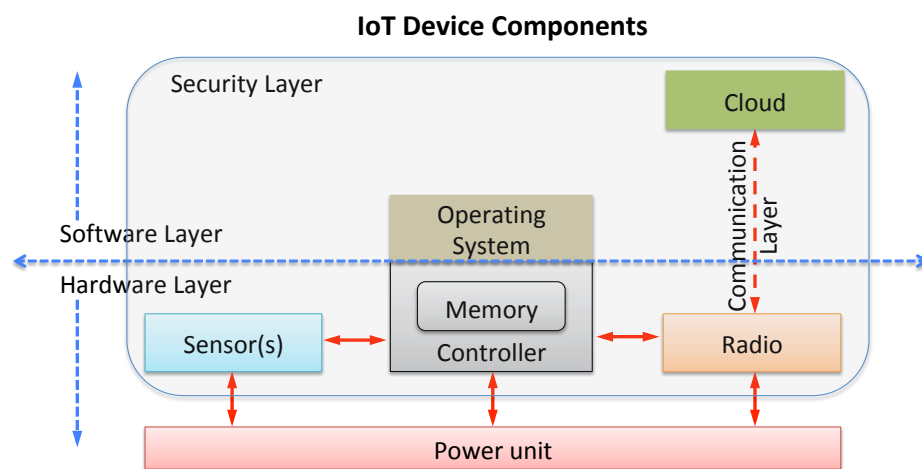 IoT Device Components
Security Layer
Cloud
Communication
Layer
Operating
System
Software Layer
Hardware Layer
Memory
Controller
Sensor(s)
Radio
Power unit